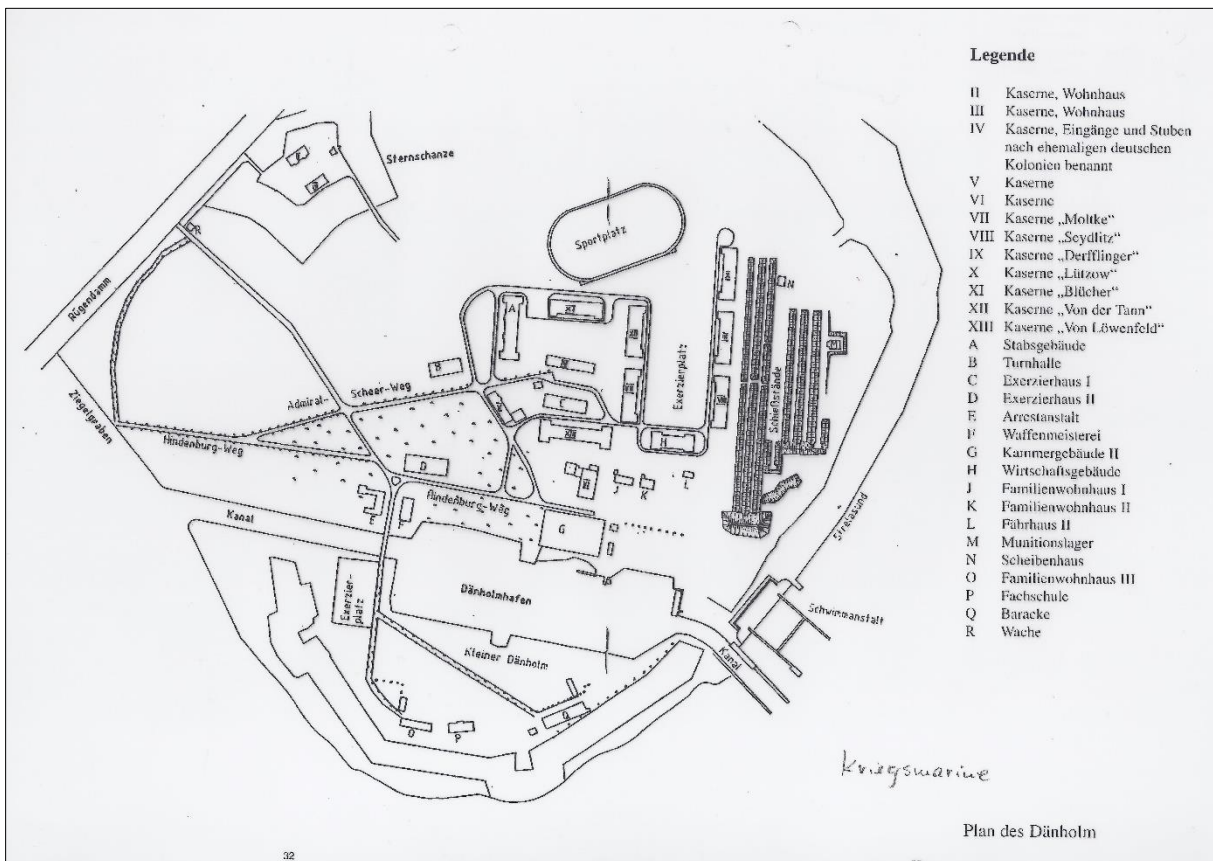 Legende
II Kaserne, Wohnhaus
III Kaserne, Wohnhaus
IV Kaserne, Eingänge und Stuben
nach ehemaligen deutschen
Kolonien benannt
V Kaserne
VI Kaserne
VII Kaserne „Moltke“
VIII Kaserne „Seydlitz“
IX Kaserne „Derfflinger“
X Kaserne „Lützow“
XI Kaserne „Blücher“
XII Kaserne „Von der Tann“
XIII Kaserne „Von Löwenfeld“
A Stabsgebäude
B Turnhalle
C Exerzierhaus I
D Exerzierhaus II
E Arrestanstalt
F Waffenmeisterei
G Kammergebäude II
H Wirtschaftsgebäude
J Familienwohnhaus I
K Familienwohnhaus II
L Fährhaus II
M Munitionslager
N Scheibenhaus
O Familienwohnhaus III
P Fachschule
Q Baracke
R Wache
Sternschanze
R
Rügendamm
Sportplatz
A
XI
N
M
B
Exerzierplatz
Schießstände
Admiral-
Scheer-Weg
C
Ziegelgraben
Hindenburg-Weg
XIII
H
D
J
K
L
Hindenburg-Weg
E
G
Kanal
Strelasund
Exerzier-
platz
Dänholmhafen
Schwimmanstalt
Kleiner Dänholm
Kanal
O
P
Q
Kriegsmarine
Plan des Dänholm
32